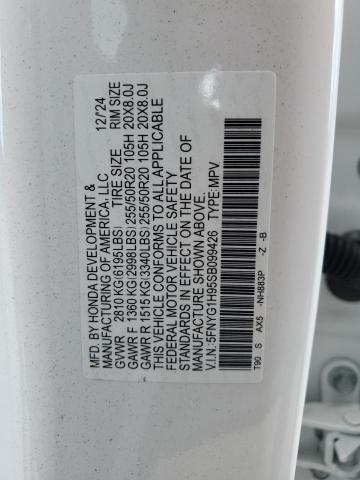 MFD. BY HONDA DEVELOPMENT & 12/'24
MANUFACTURING OF AMERICA, LLC
GVWR 2810 KG(6195LBS) TIRE SIZE RIM SIZE
GAWR F 1360 KG(2998LBS) 255/50R20 105H 20X8.0J
GAWR R 1515 KG(3340LBS) 255/50R20 105H 20X8.0J
THIS VEHICLE CONFORMS TO ALL APPLICABLE
FEDERAL MOTOR VEHICLE SAFETY
STANDARDS IN EFFECT ON THE DATE OF
MANUFACTURE SHOWN ABOVE.
V.I.N.: 5FNYG1H95SB099426 TYPE: MPV
T90 S AX5 -NH883P -Z -B